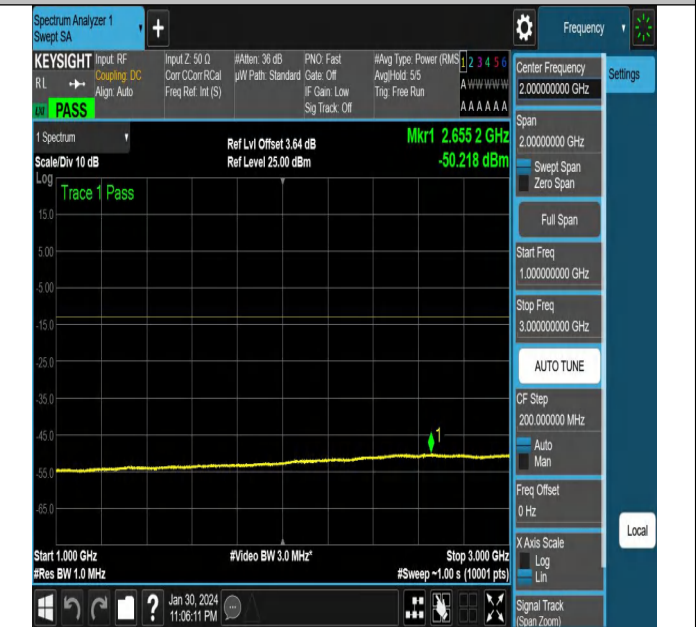 Spectrum Analyzer 1
Swept SA
+
Frequency
KEYSIGHT
Input: RF
Coupling: DC
Align: Auto
Input Z: 50 Ω
Corr CCorr RCal
Freq Ref: Int (S)
#Atten: 36 dB
µW Path: Standard
PNO: Fast
Gate: Off
IF Gain: Low
Sig Track: Off
#Avg Type: Power (RMS
Avg|Hold: 5/5
Trig: Free Run
1 2 3 4 5 6
A W W W W W
A A A A A A
R L
LXI
PASS
1 Spectrum
Scale/Div 10 dB
Ref Lvl Offset 3.64 dB
Ref Level 25.00 dBm
Mkr1 2.655 2 GHz
-50.218 dBm
Log
Trace 1 Pass
15.0
5.00
-5.00
-15.0
-25.0
-35.0
-45.0
-55.0
-65.0
1
Start 1.000 GHz
#Res BW 1.0 MHz
#Video BW 3.0 MHz*
Stop 3.000 GHz
#Sweep ~1.00 s (10001 pts)
?
Jan 30, 2024
11:06:11 PM
Center Frequency
2.000000000 GHz
Settings
Span
2.00000000 GHz
Swept Span
Zero Span
Full Span
Start Freq
1.000000000 GHz
Stop Freq
3.000000000 GHz
AUTO TUNE
CF Step
200.000000 MHz
Auto
Man
Freq Offset
0 Hz
X Axis Scale
Log
Lin
Signal Track
(Span Zoom)
Local